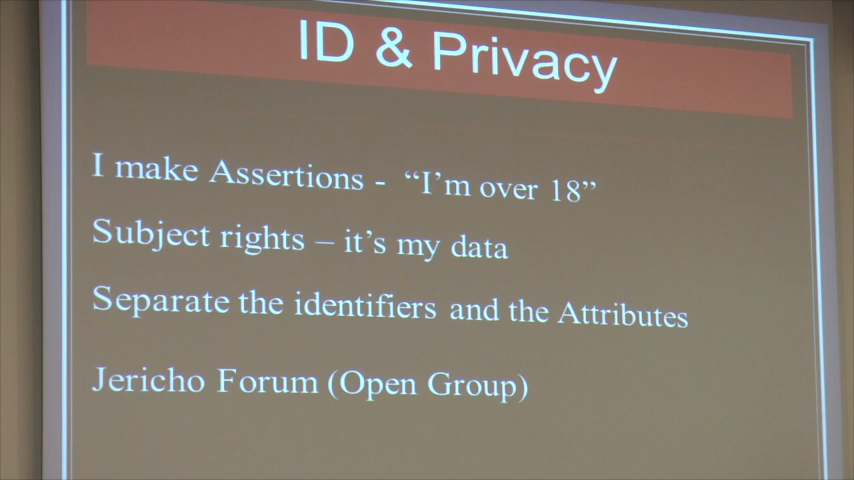 ID & Privacy
I make Assertions - “I’m over 18”
Subject rights – it’s my data
Separate the identifiers and the Attributes
Jericho Forum (Open Group)